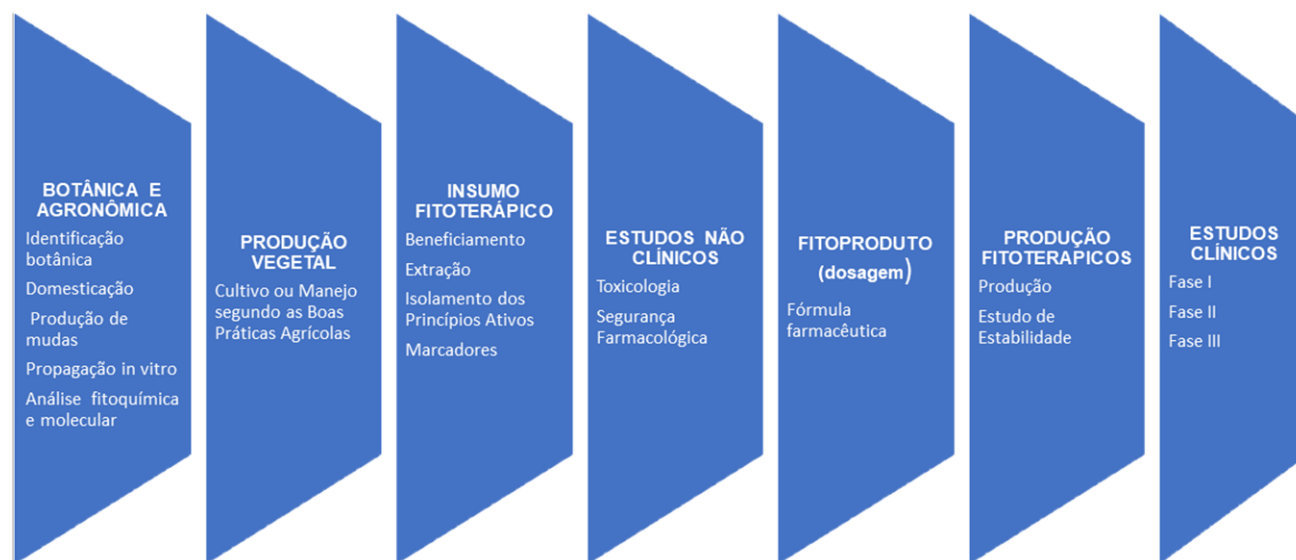 BOTÂNICA E
AGRONÔMICA
Identificação
botânica
Domesticação
Produção de
mudas
Propagação in vitro
Análise fitoquímica
e molecular
PRODUÇÃO
VEGETAL
Cultivo ou Manejo
segundo as Boas
Práticas Agrícolas
INSUMO
FITOTERÁPICO
Beneficiamento
Extração
Isolamento dos
Princípios Ativos
Marcadores
ESTUDOS NÃO
CLÍNICOS
Toxicologia
Segurança
Farmacológica
FITOPRODUTO
(dosagem)
Fórmula
farmacêutica
PRODUÇÃO
FITOTERAPICOS
Produção
Estudo de
Estabilidade
ESTUDOS
CLÍNICOS
Fase I
Fase II
Fase III